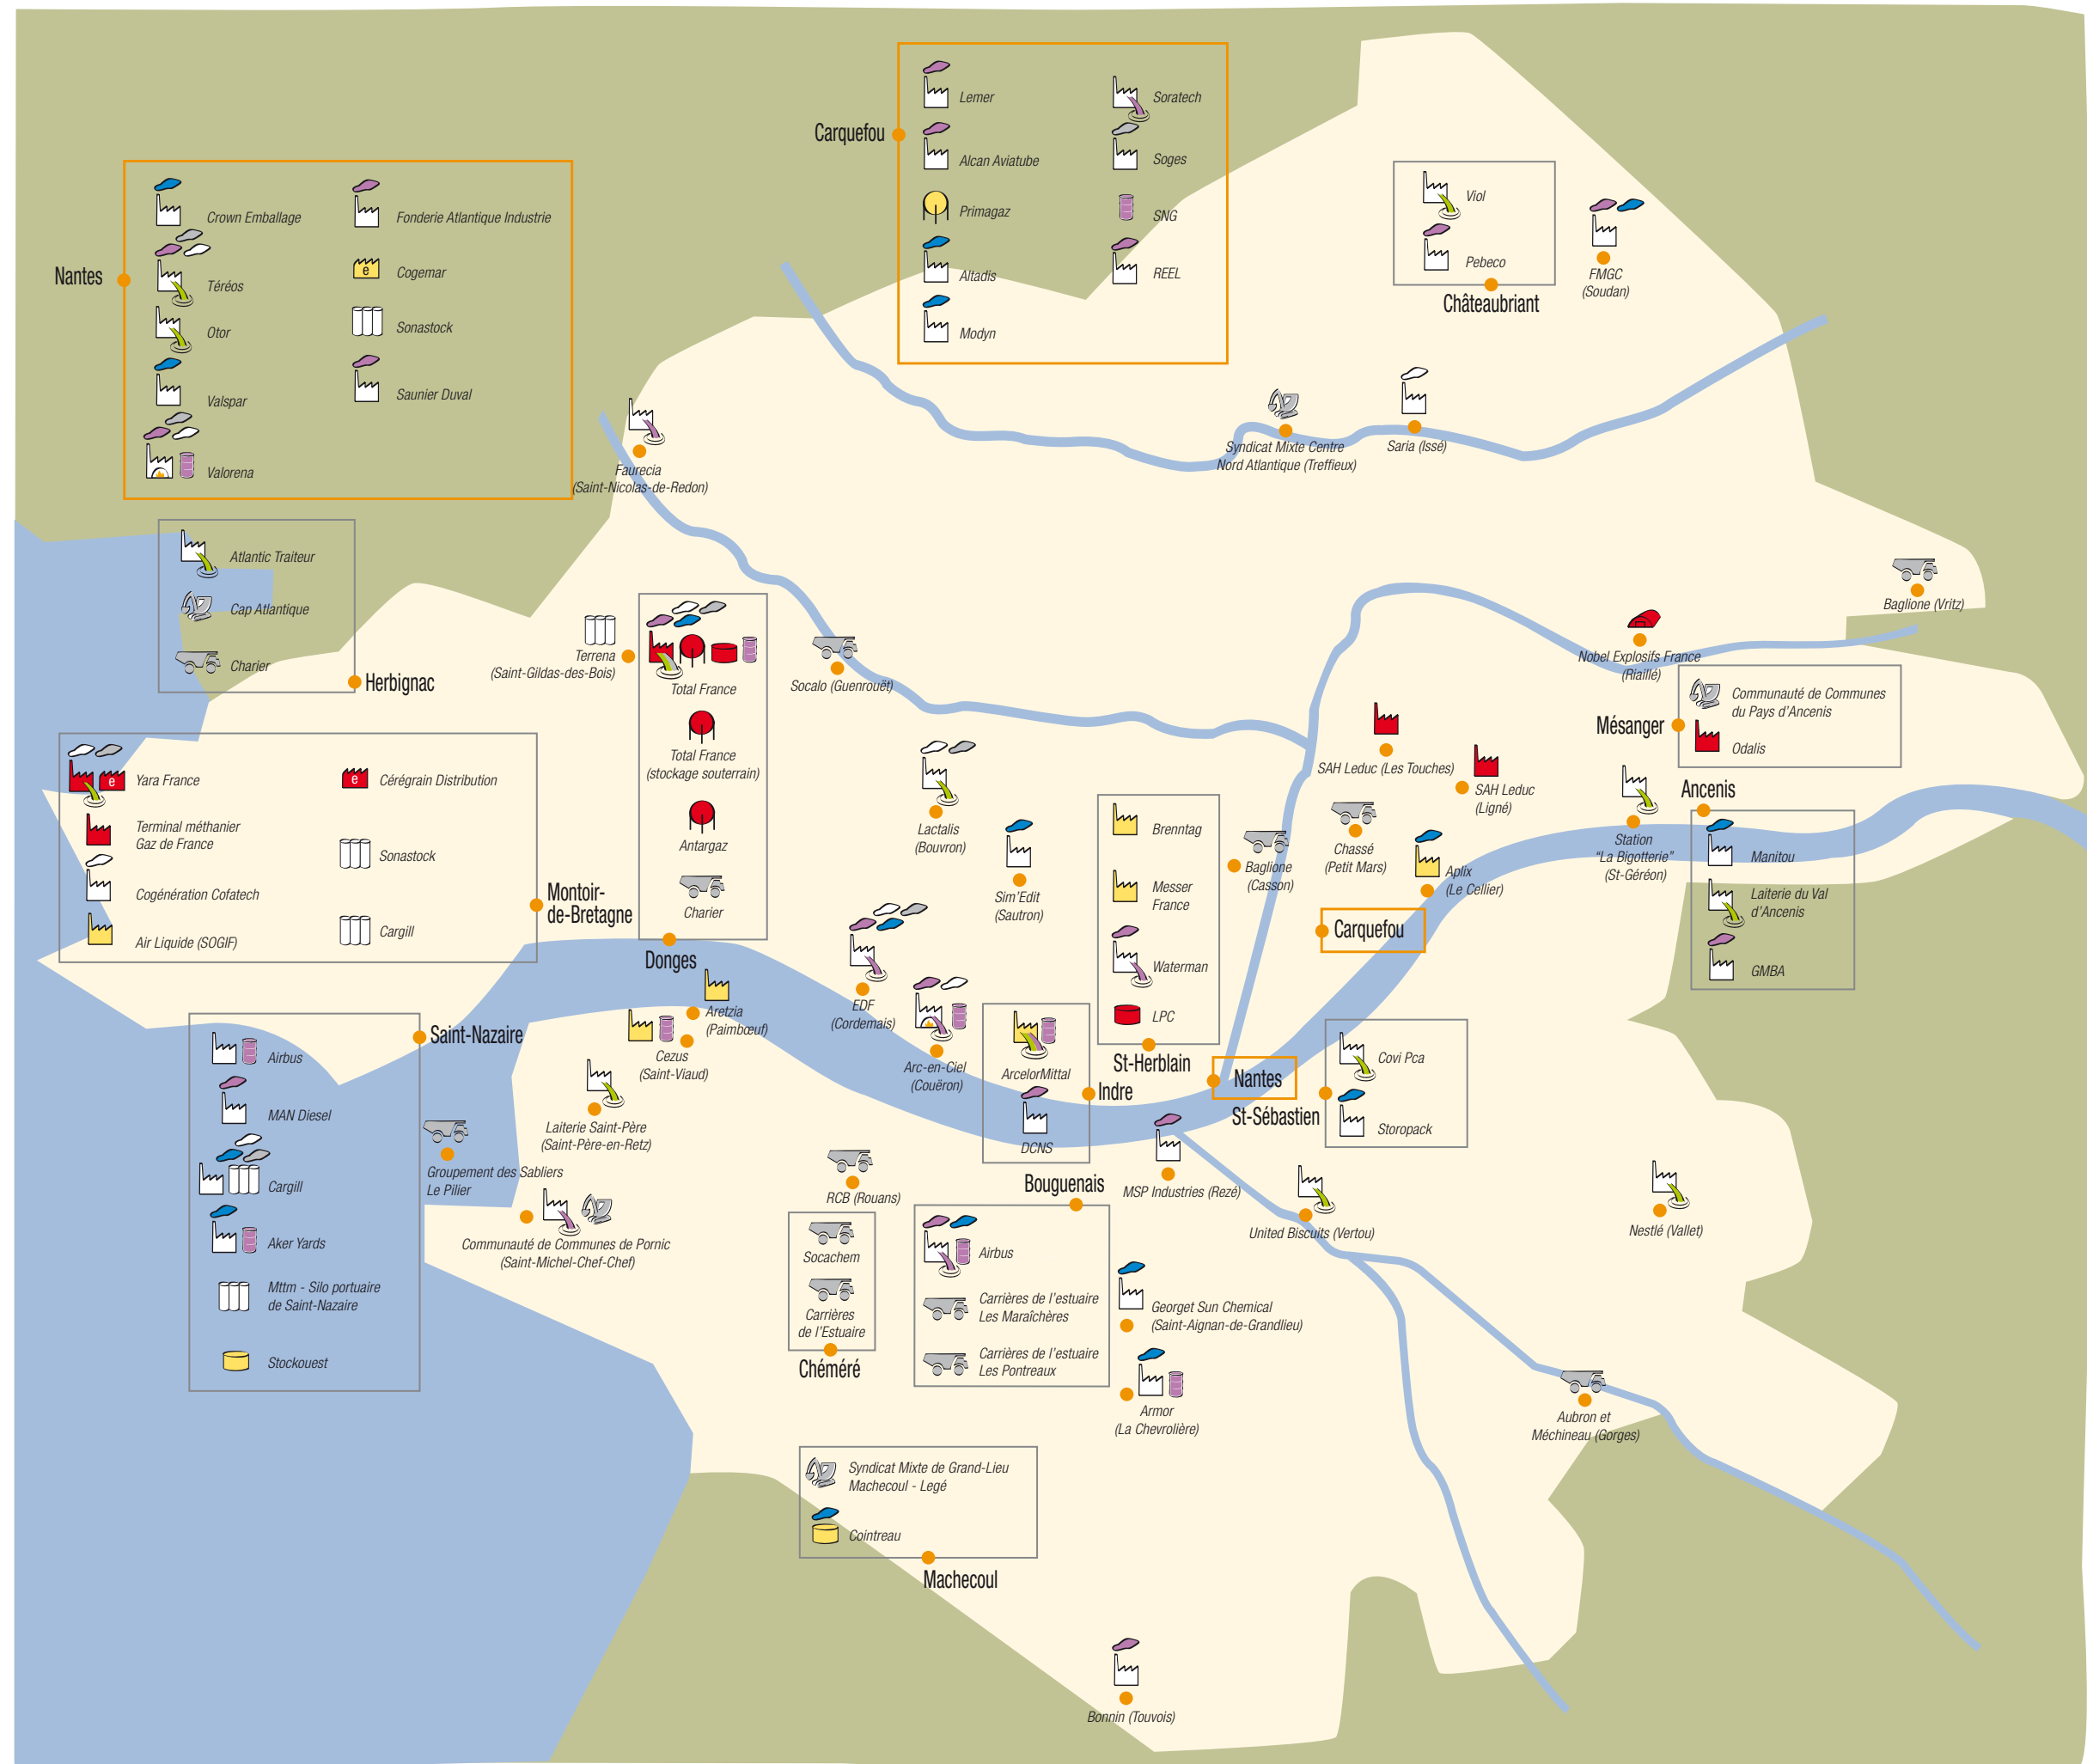 Carquefou
Lemer
Soratech
Alcan Aviatube
Soges
Primagaz
SNG
Altadis
REEL
Modyn
Nantes
Crown Emballage
Fonderie Atlantique Industrie
Téréos
e
Cogemar
Otor
Sonastock
Valspar
Saunier Duval
Valorena
Viol
Pebeco
Châteaubriant
FMGC
(Soudan)
Faurecia
(Saint-Nicolas-de-Redon)
Syndicat Mixte Centre
Nord Atlantique (Treffieux)
Saria (Issé)
Atlantic Traiteur
Cap Atlantique
Charier
Herbignac
Terrena
(Saint-Gildas-des-Bois)
Total France
Total France
(stockage souterrain)
Antargaz
Charier
Donges
Socalo (Guenrouët)
Baglione (Vritz)
Nobel Explosifs France
(Riaillé)
Communauté de Communes
du Pays d'Ancenis
Mésanger
Odalis
e
Yara France
e
Cérégrain Distribution
Terminal méthanier
Gaz de France
Sonastock
Cogénération Cofatech
Cargill
Air Liquide (SOGIF)
Montoir-
de-Bretagne
Lactalis
(Bouvron)
Sim'Edit
(Sautron)
Brenntag
Messer
France
Waterman
LPC
St-Herblain
Baglione
(Casson)
SAH Leduc (Les Touches)
SAH Leduc
(Ligné)
Chassé
(Petit Mars)
Aplix
(Le Cellier)
Carquefou
Station
"La Bigotterie"
(St-Géréon)
Ancenis
Manitou
Laiterie du Val
d'Ancenis
GMBA
Aretzia
(Paimbœuf)
Cezus
(Saint-Viaud)
EDF
(Cordemais)
Arc-en-Ciel
(Couëron)
ArcelorMittal
DCNS
Indre
Nantes
St-Sébastien
Covi Pca
Storopack
Saint-Nazaire
Airbus
MAN Diesel
Cargill
Aker Yards
Mttm - Silo portuaire
de Saint-Nazaire
Stockouest
Laiterie Saint-Père
(Saint-Père-en-Retz)
Groupement des Sabliers
Le Pilier
Communauté de Communes de Pornic
(Saint-Michel-Chef-Chef)
RCB (Rouans)
Socachem
Carrières
de l'Estuaire
Chéméré
Bouguenais
Airbus
Carrières de l'estuaire
Les Maraîchères
Carrières de l'estuaire
Les Pontreaux
MSP Industries (Rezé)
United Biscuits (Vertou)
Nestlé (Vallet)
Georget Sun Chemical
(Saint-Aignan-de-Grandlieu)
Armor
(La Chevrolière)
Aubron et
Méchineau (Gorges)
Syndicat Mixte de Grand-Lieu
Machecoul - Legé
Cointreau
Machecoul
Bonnin (Touvois)